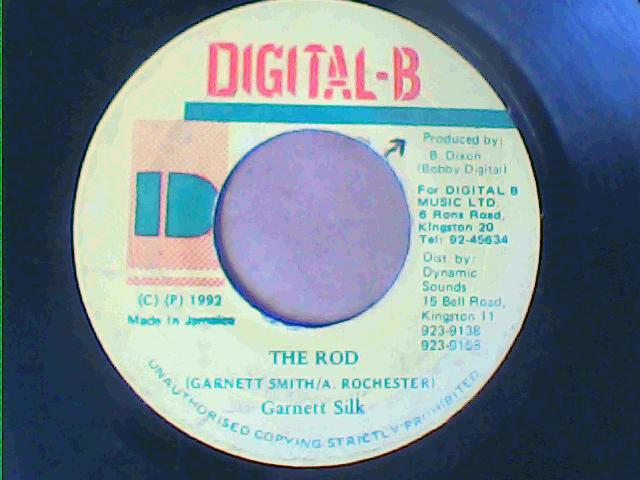 DIGITAL-B
Produced by:
B. Dixon
(Bobby Digital)
For DIGITAL B
MUSIC LTD.
6 Rons Road,
Kingston 20
Tel: 92-45634
Dist. by:
Dynamic
Sounds
15 Bell Road,
Kingston 11
923-9138
923-9168
ID
(C) (P) 1992
Made in Jamaica
THE ROD
(GARNETT SMITH/A. ROCHESTER)
Garnett Silk
UNAUTHORISED COPYING STRICTLY PROHIBITED